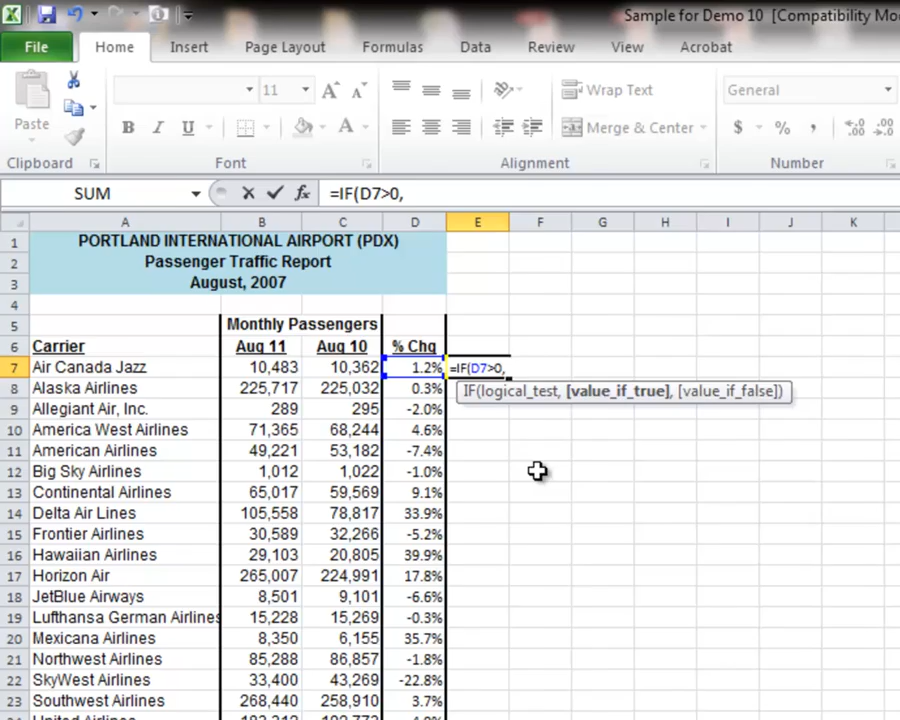 Sample for Demo 10 [Compatibility Mo
File Home Insert Page Layout Formulas Data Review View Acrobat
11 A A Wrap Text General
Paste B I U A Merge & Center $ % ,
Clipboard Font Alignment Number
SUM fx =IF(D7>0,
A B C D E F G H I J K
1 PORTLAND INTERNATIONAL AIRPORT (PDX)
2 Passenger Traffic Report
3 August, 2007
4
5 Monthly Passengers
6 Carrier Aug 11 Aug 10 % Chg
7 Air Canada Jazz 10,483 10,362 1.2% =IF(D7>0,
8 Alaska Airlines 225,717 225,032 0.3% IF(logical_test, [value_if_true], [value_if_false])
9 Allegiant Air, Inc. 289 295 -2.0%
10 America West Airlines 71,365 68,244 4.6%
11 American Airlines 49,221 53,182 -7.4%
12 Big Sky Airlines 1,012 1,022 -1.0%
13 Continental Airlines 65,017 59,569 9.1%
14 Delta Air Lines 105,558 78,817 33.9%
15 Frontier Airlines 30,589 32,266 -5.2%
16 Hawaiian Airlines 29,103 20,805 39.9%
17 Horizon Air 265,007 224,991 17.8%
18 JetBlue Airways 8,501 9,101 -6.6%
19 Lufthansa German Airlines 15,228 15,269 -0.3%
20 Mexicana Airlines 8,350 6,155 35.7%
21 Northwest Airlines 85,288 86,857 -1.8%
22 SkyWest Airlines 33,400 43,269 -22.8%
23 Southwest Airlines 268,440 258,910 3.7%